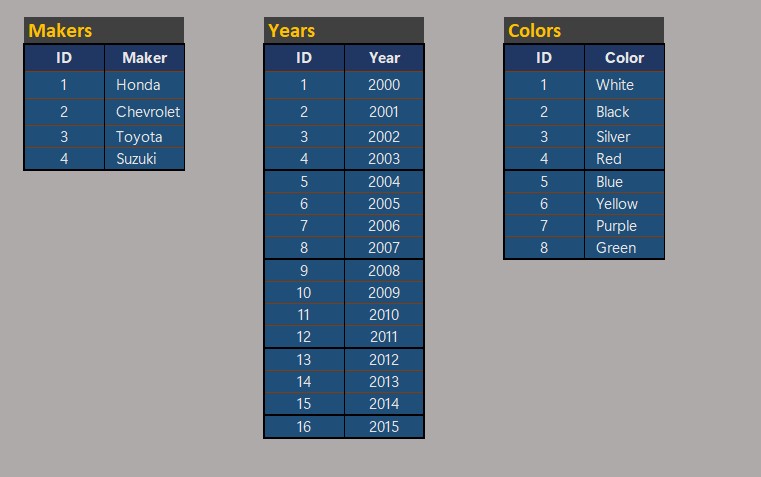 Makers
ID Maker
1 Honda
2 Chevrolet
3 Toyota
4 Suzuki
Years
ID Year
1 2000
2 2001
3 2002
4 2003
5 2004
6 2005
7 2006
8 2007
9 2008
10 2009
11 2010
12 2011
13 2012
14 2013
15 2014
16 2015
Colors
ID Color
1 White
2 Black
3 Silver
4 Red
5 Blue
6 Yellow
7 Purple
8 Green